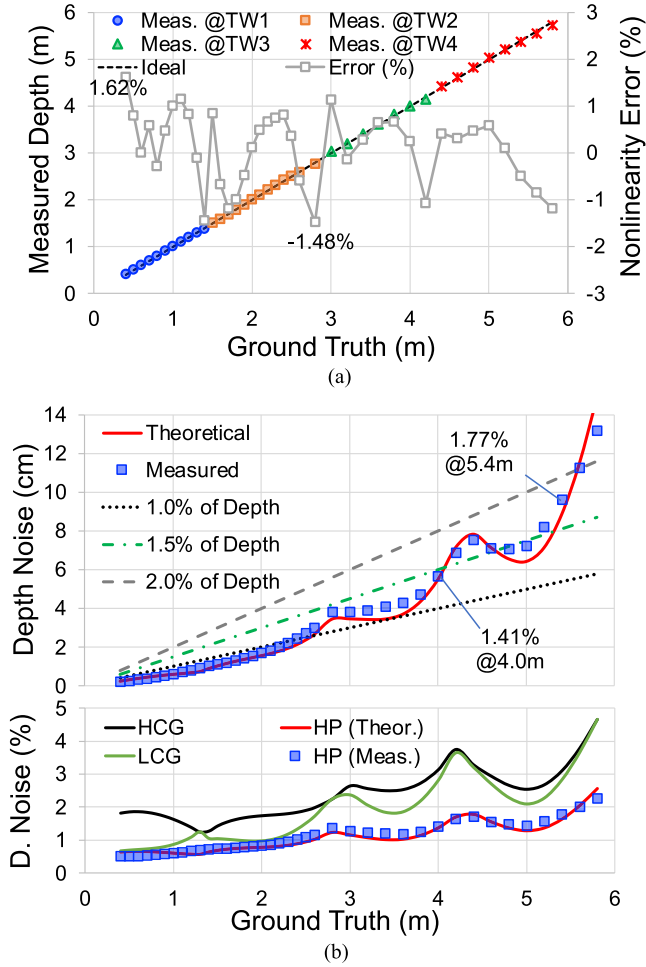 Measured Depth (m)
6
5
4
3
2
1
0
Meas. @TW1
Meas. @TW2
Meas. @TW3
Meas. @TW4
Ideal
Error (%)
1.62%
-1.48%
3
2
1
0
-1
-2
-3
Nonlinearity Error (%)
0 1 2 3 4 5 6
Ground Truth (m)
(a)
Depth Noise (cm)
14
12
10
8
6
4
2
0
Theoretical
Measured
1.0% of Depth
1.5% of Depth
2.0% of Depth
1.77%
@5.4m
1.41%
@4.0m
D. Noise (%)
5
4
3
2
1
0
HCG
HP (Theor.)
LCG
HP (Meas.)
0 1 2 3 4 5 6
Ground Truth (m)
(b)